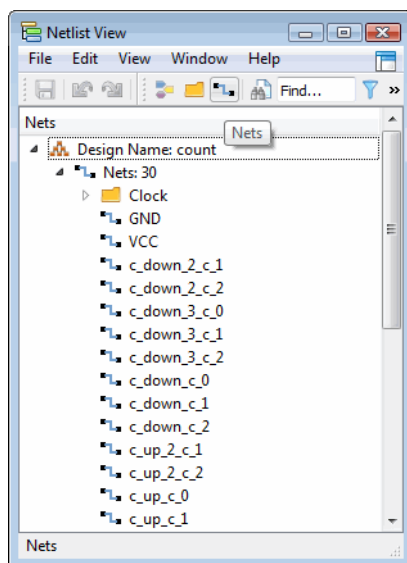 Netlist View
File Edit View Window Help
Find... »
Nets
Nets
Design Name: count
Nets: 30
Clock
GND
VCC
c_down_2_c_1
c_down_2_c_2
c_down_3_c_0
c_down_3_c_1
c_down_3_c_2
c_down_c_0
c_down_c_1
c_down_c_2
c_up_2_c_1
c_up_2_c_2
c_up_c_0
c_up_c_1
Nets